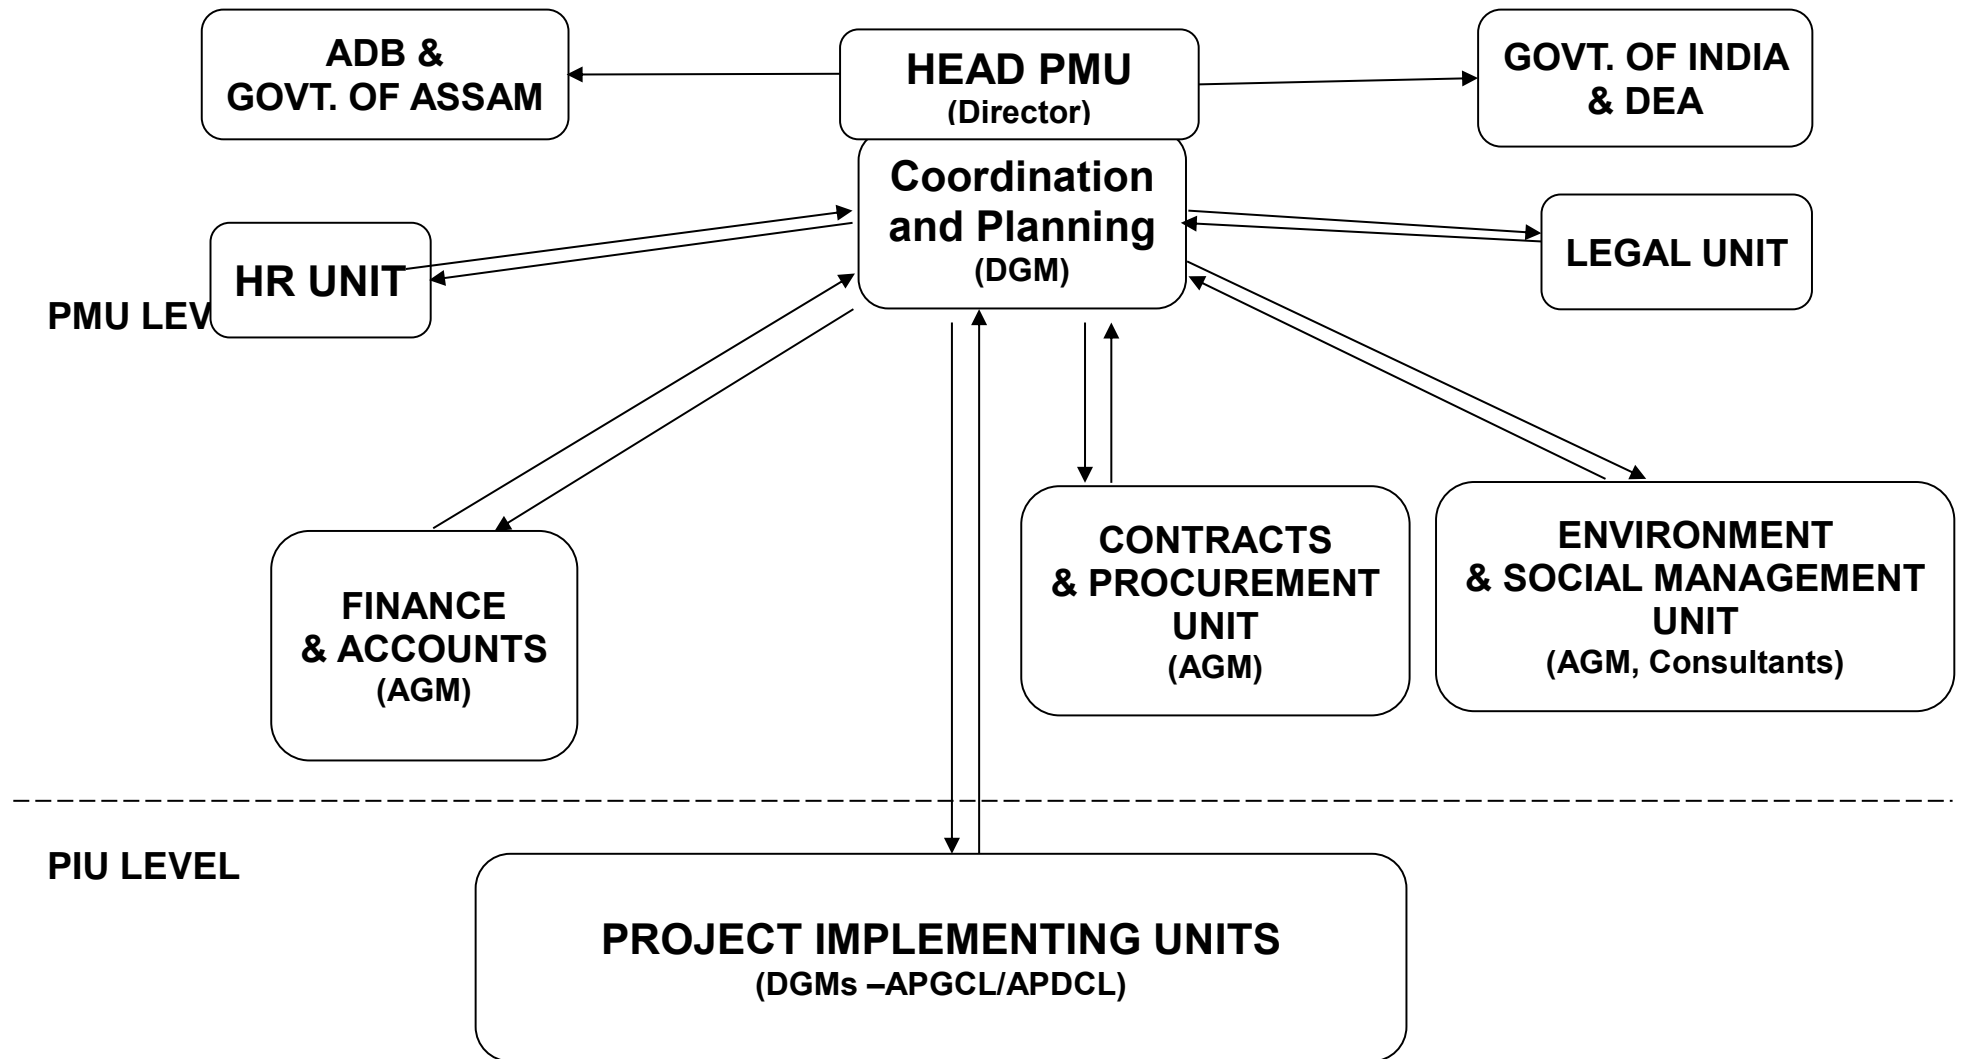 ADB &
GOVT. OF ASSAM
HEAD PMU
(Director)
GOVT. OF INDIA
& DEA
Coordination
and Planning
(DGM)
HR UNIT
LEGAL UNIT
PMU LEV
FINANCE
& ACCOUNTS
(AGM)
CONTRACTS
& PROCUREMENT
UNIT
(AGM)
ENVIRONMENT
& SOCIAL MANAGEMENT
UNIT
(AGM, Consultants)
PIU LEVEL
PROJECT IMPLEMENTING UNITS
(DGMs –APGCL/APDCL)